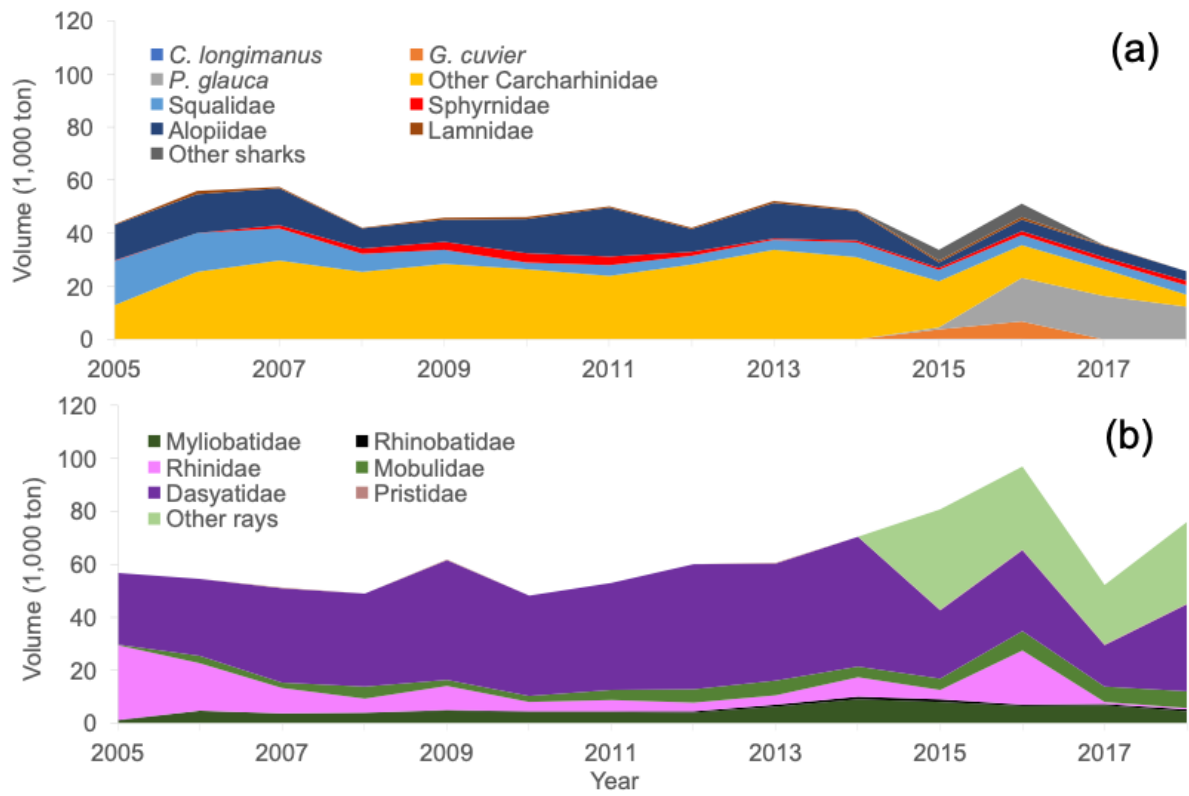 120
100
80
60
40
20
0
Volume (1,000 ton)
(a)
C. longimanus G. cuvier
P. glauca Other Carcharhinidae
Squalidae Sphyrnidae
Alopiidae Lamnidae
Other sharks
2005 2007 2009 2011 2013 2015 2017
120
100
80
60
40
20
0
Volume (1,000 ton)
(b)
Myliobatidae Rhinobatidae
Rhinidae Mobulidae
Dasyatidae Pristidae
Other rays
2005 2007 2009 2011 2013 2015 2017
Year